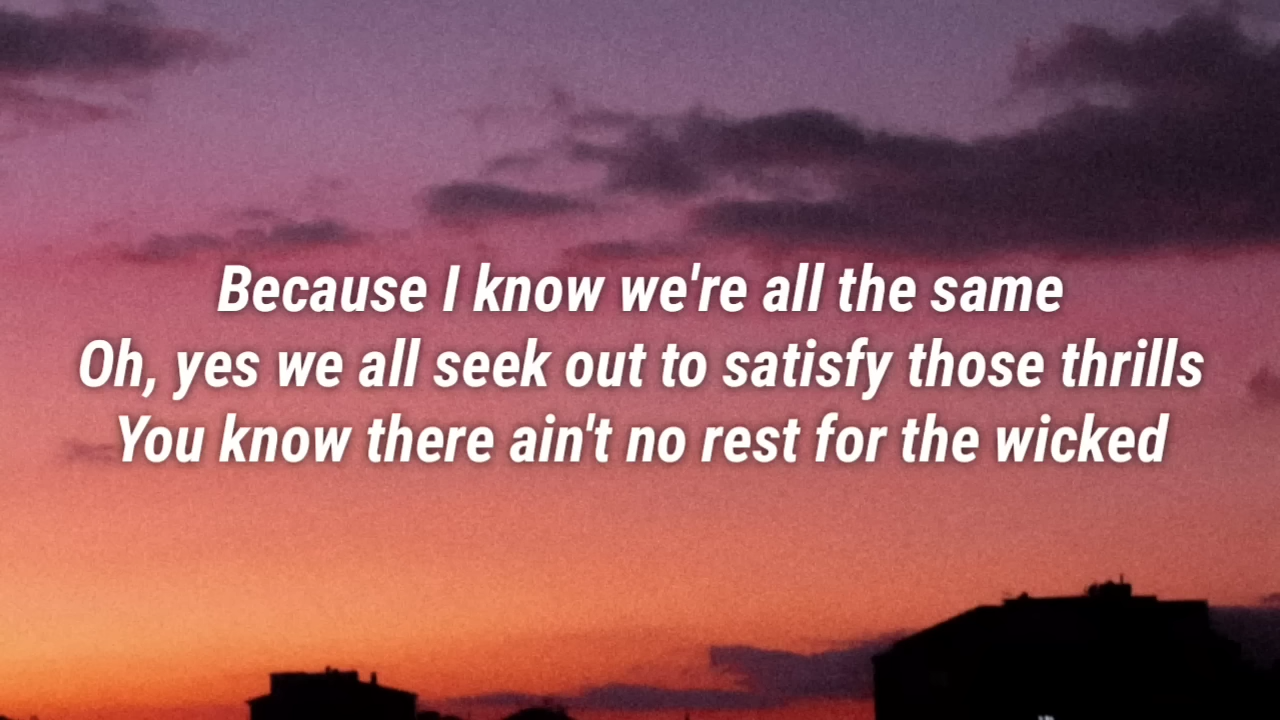 Because I know we're all the same
Oh, yes we all seek out to satisfy those thrills
You know there ain't no rest for the wicked